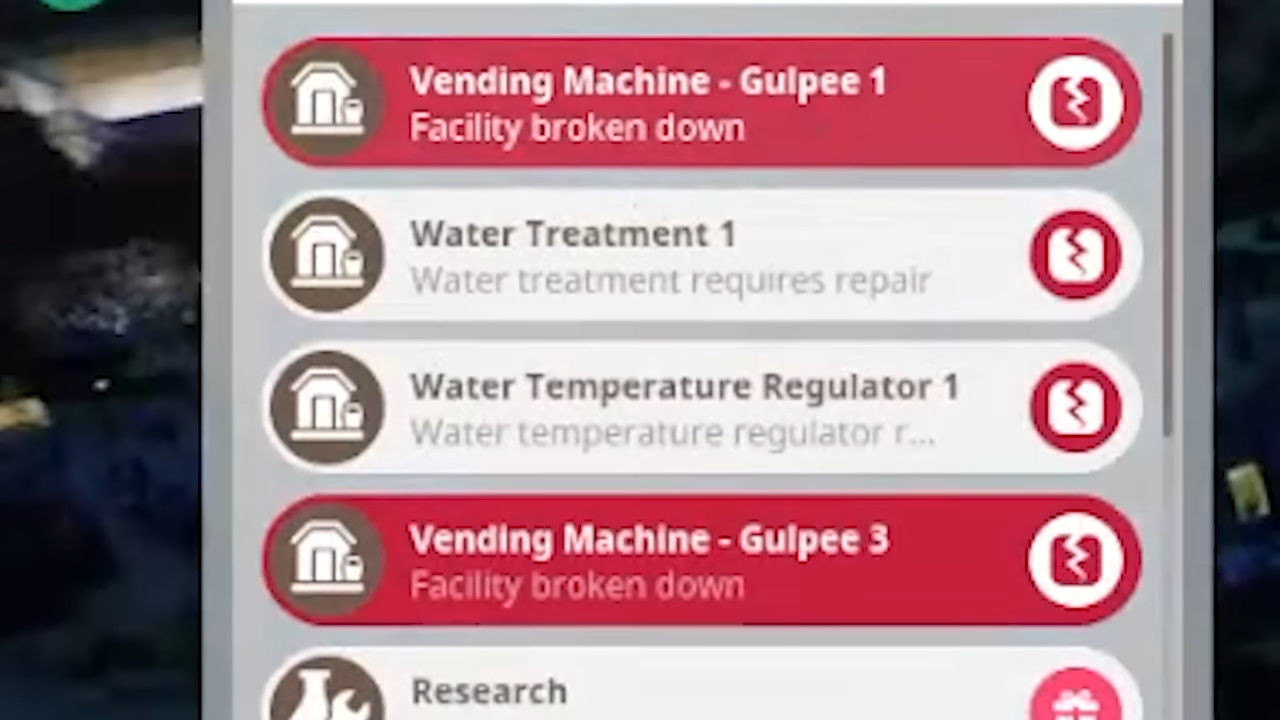 Vending Machine - Gulpee 1
Facility broken down
Water Treatment 1
Water treatment requires repair
Water Temperature Regulator 1
Water temperature regulator r...
Vending Machine - Gulpee 3
Facility broken down
Research